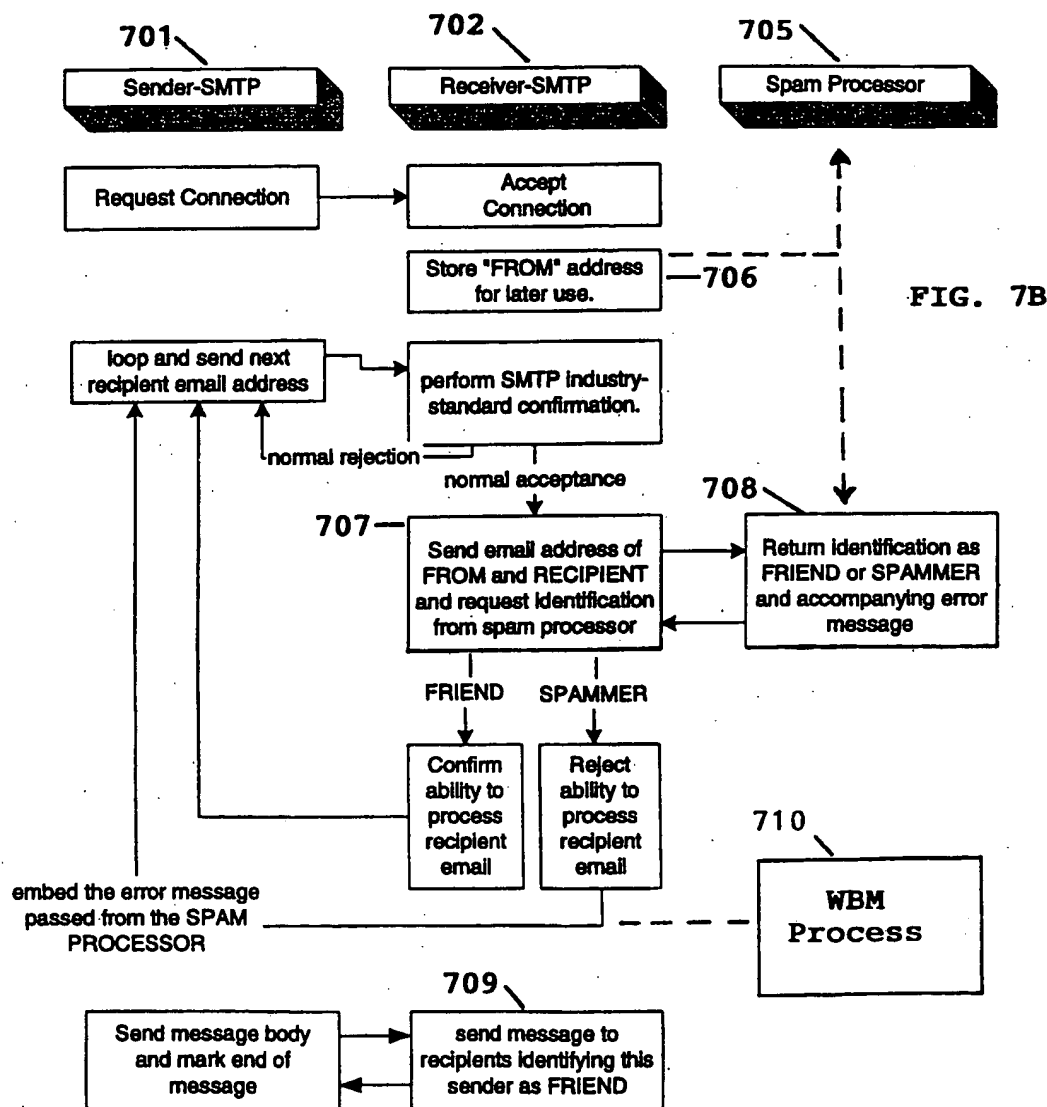 701
702
705
Sender-SMTP
Receiver-SMTP
Spam Processor
Request Connection
Accept
Connection
Store "FROM" address
for later use.
706
FIG. 7B
loop and send next
recipient email address
perform SMTP industry-
standard confirmation.
normal rejection
normal acceptance
707
708
Send email address of
FROM and RECIPIENT
and request identification
from spam processor
Return identification as
FRIEND or SPAMMER
and accompanying error
message
FRIEND
SPAMMER
Confirm
ability to
process
recipient
email
Reject
ability to
process
recipient
email
710
WBM
Process
embed the error message
passed from the SPAM
PROCESSOR
709
Send message body
and mark end of
message
send message to
recipients identifying this
sender as FRIEND